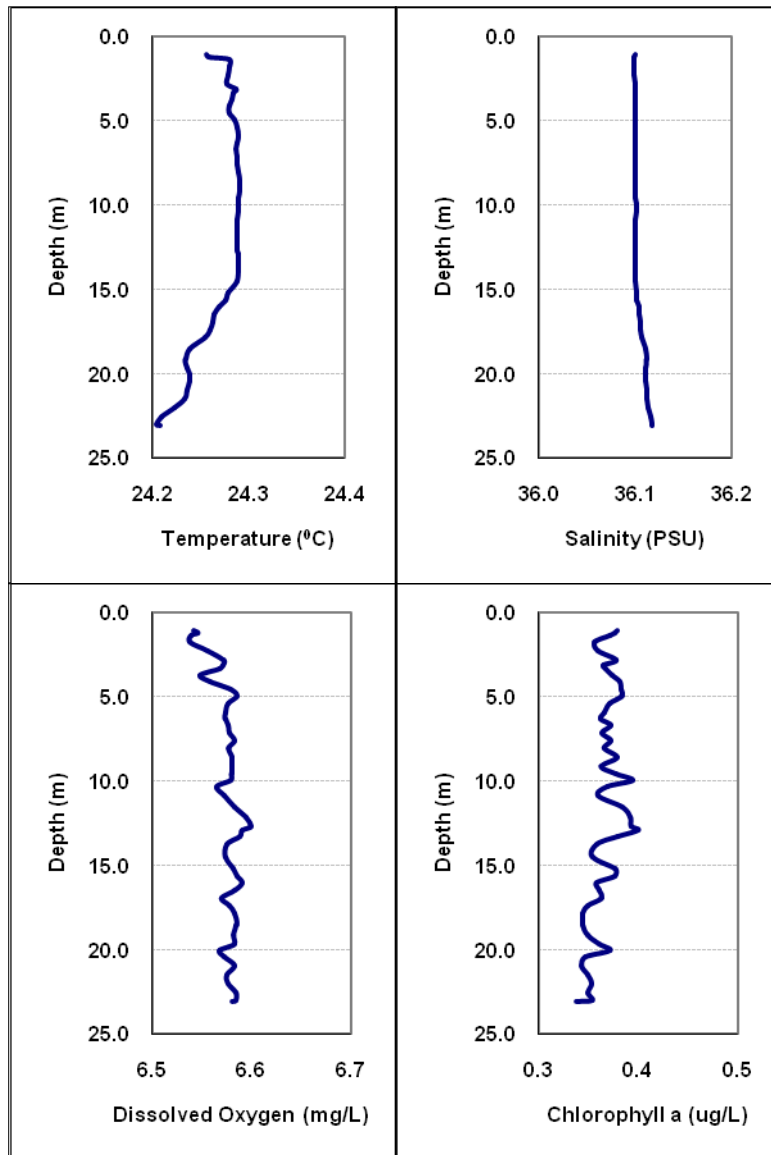 0.0
5.0
10.0
15.0
20.0
25.0
Depth (m)
24.2 24.3 24.4
Temperature (⁰C)
0.0
5.0
10.0
15.0
20.0
25.0
Depth (m)
36.0 36.1 36.2
Salinity (PSU)
0.0
5.0
10.0
15.0
20.0
25.0
Depth (m)
6.5 6.6 6.7
Dissolved Oxygen (mg/L)
0.0
5.0
10.0
15.0
20.0
25.0
Depth (m)
0.3 0.4 0.5
Chlorophyll a (ug/L)